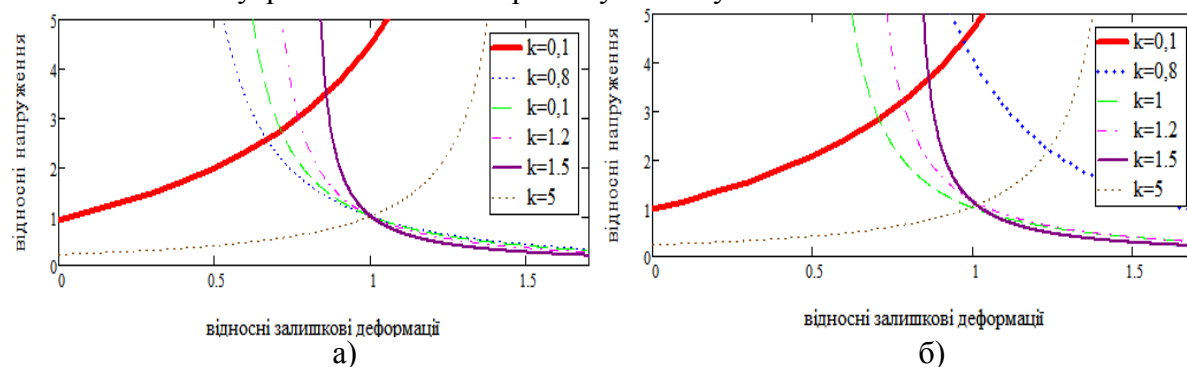 5
4
3
2
1
0
0
0.5
1
1.5
відносні напруження
відносні залишкові деформації
k=0,1
k=0,8
k=0,1
k=1.2
k=1.5
k=5
а)
5
4
3
2
1
0
0
0.5
1
1.5
відносні напруження
відносні залишкові деформації
k=0,1
k=0,8
k=1
k=1.2
k=1.5
k=5
б)